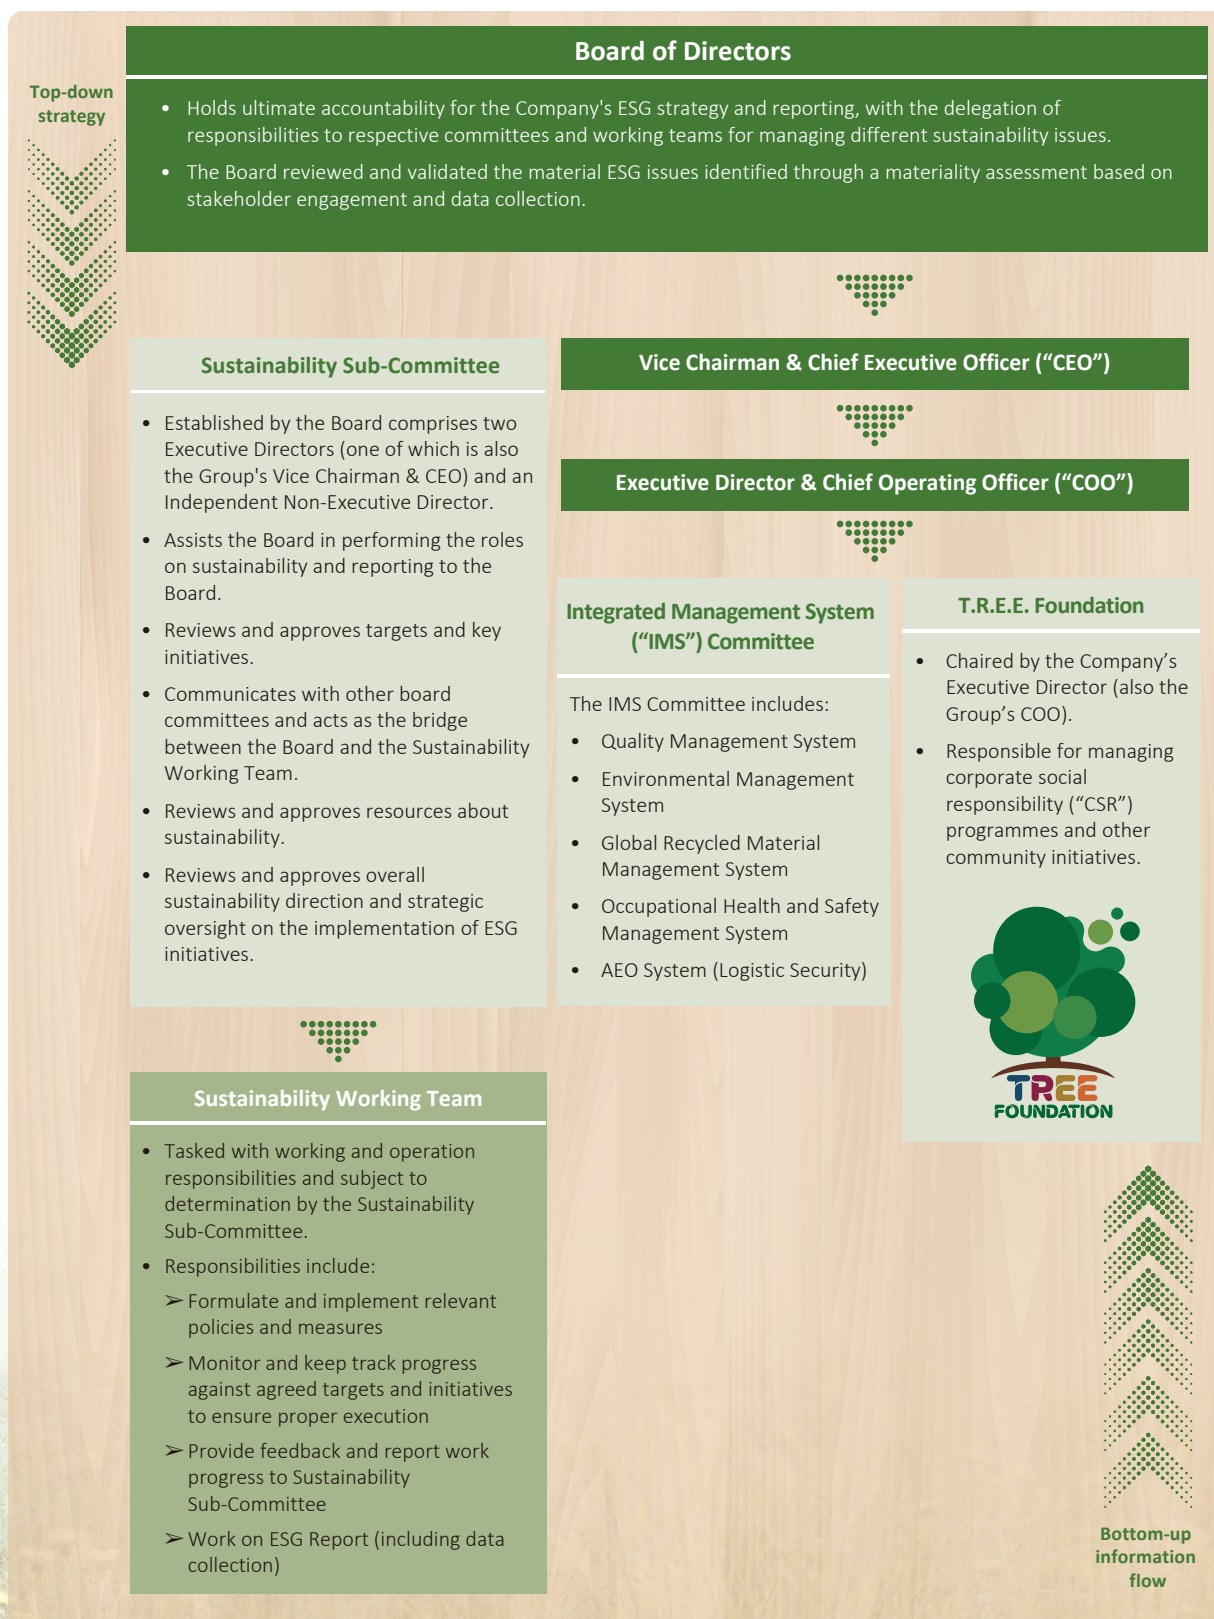 Board of Directors
Top-down
strategy
• Holds ultimate accountability for the Company's ESG strategy and reporting, with the delegation of
responsibilities to respective committees and working teams for managing different sustainability issues.
• The Board reviewed and validated the material ESG issues identified through a materiality assessment based on
stakeholder engagement and data collection.
Sustainability Sub-Committee
• Established by the Board comprises two
Executive Directors (one of which is also
the Group's Vice Chairman & CEO) and an
Independent Non-Executive Director.
• Assists the Board in performing the roles
on sustainability and reporting to the
Board.
• Reviews and approves targets and key
initiatives.
• Communicates with other board
committees and acts as the bridge
between the Board and the Sustainability
Working Team.
• Reviews and approves resources about
sustainability.
• Reviews and approves overall
sustainability direction and strategic
oversight on the implementation of ESG
initiatives.
Vice Chairman & Chief Executive Officer (“CEO”)
Executive Director & Chief Operating Officer (“COO”)
Integrated Management System
(“IMS”) Committee
The IMS Committee includes:
• Quality Management System
• Environmental Management
System
• Global Recycled Material
Management System
• Occupational Health and Safety
Management System
• AEO System (Logistic Security)
T.R.E.E. Foundation
• Chaired by the Company’s
Executive Director (also the
Group’s COO).
• Responsible for managing
corporate social
responsibility (“CSR”)
programmes and other
community initiatives.
TREE
FOUNDATION
Sustainability Working Team
• Tasked with working and operation
responsibilities and subject to
determination by the Sustainability
Sub-Committee.
• Responsibilities include:
➢ Formulate and implement relevant
policies and measures
➢ Monitor and keep track progress
against agreed targets and initiatives
to ensure proper execution
➢ Provide feedback and report work
progress to Sustainability
Sub-Committee
➢ Work on ESG Report (including data
collection)
Bottom-up
information
flow